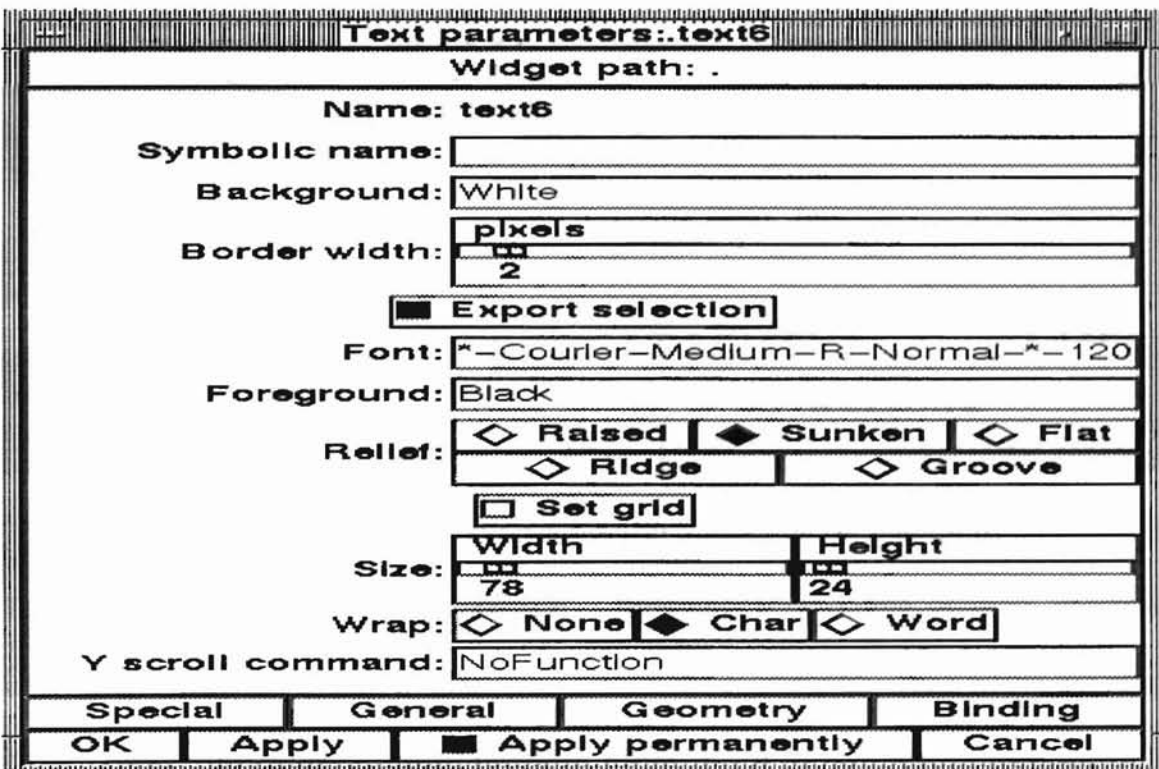 Text parameters:.text6
Widget path: .
Name: text6
Symbolic name:
Background: White
Border width: pixels
2
Export selection
Font: *-Courier-Medium-R-Normal-*-120
Foreground: Black
Relief: Raised Sunken Flat
Ridge Groove
Set grid
Size: Width Height
78 24
Wrap: None Char Word
Y scroll command: NoFunction
Special General Geometry Binding
OK Apply Apply permanently Cancel